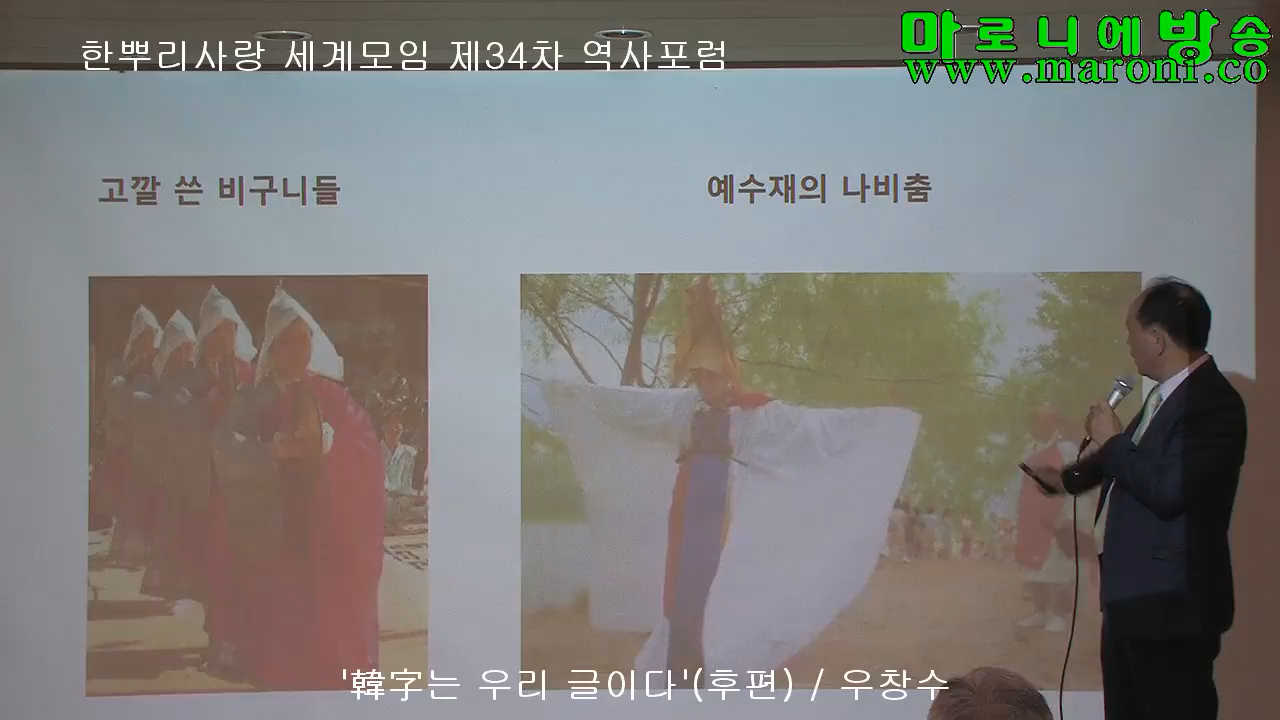 한뿌리사랑 세계모임 제34차 역사포럼
마로니에방송
www.maroni.co
고깔 쓴 비구니들
예수재의 나비춤
'韓字는 우리 글이다'(후편) / 우창수